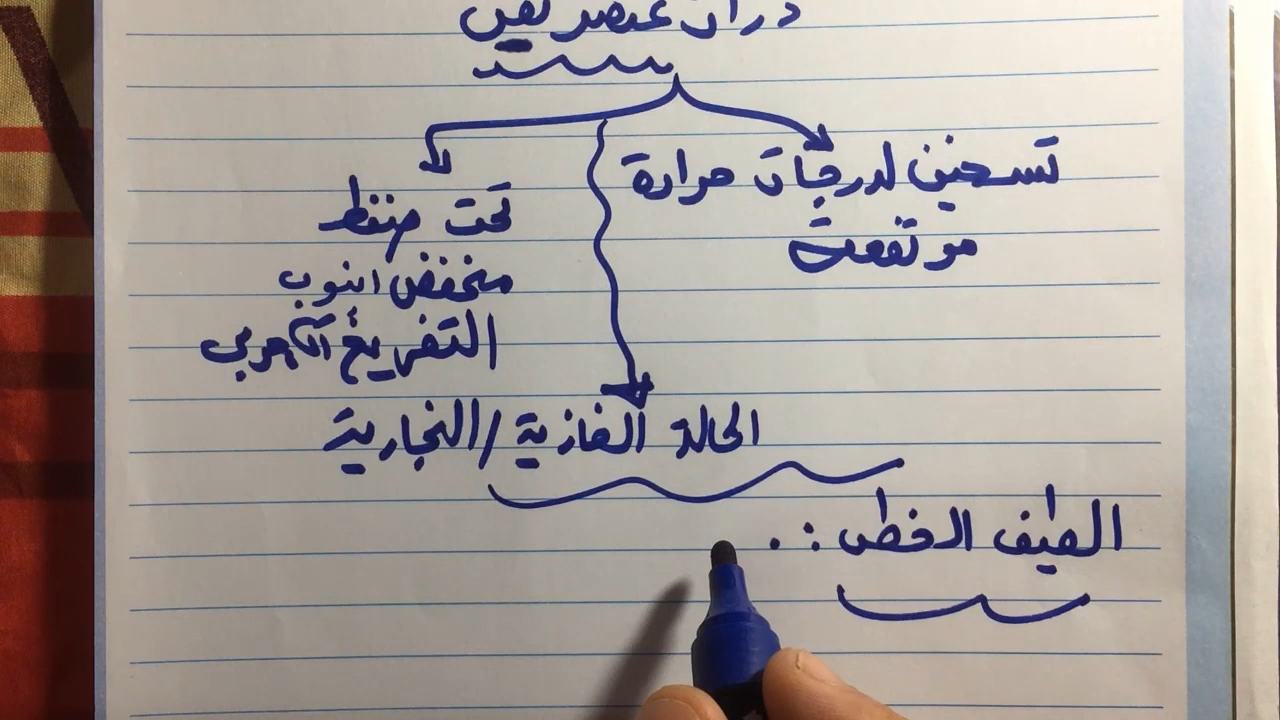 ذرات عنصر نقي
تسخين لدرجات حرارة
مرتفعة
تحت ضغط
منخفض انبوب
التفريغ الكهربي
الحالة الغازية / البخارية
الطيف الخطي :.